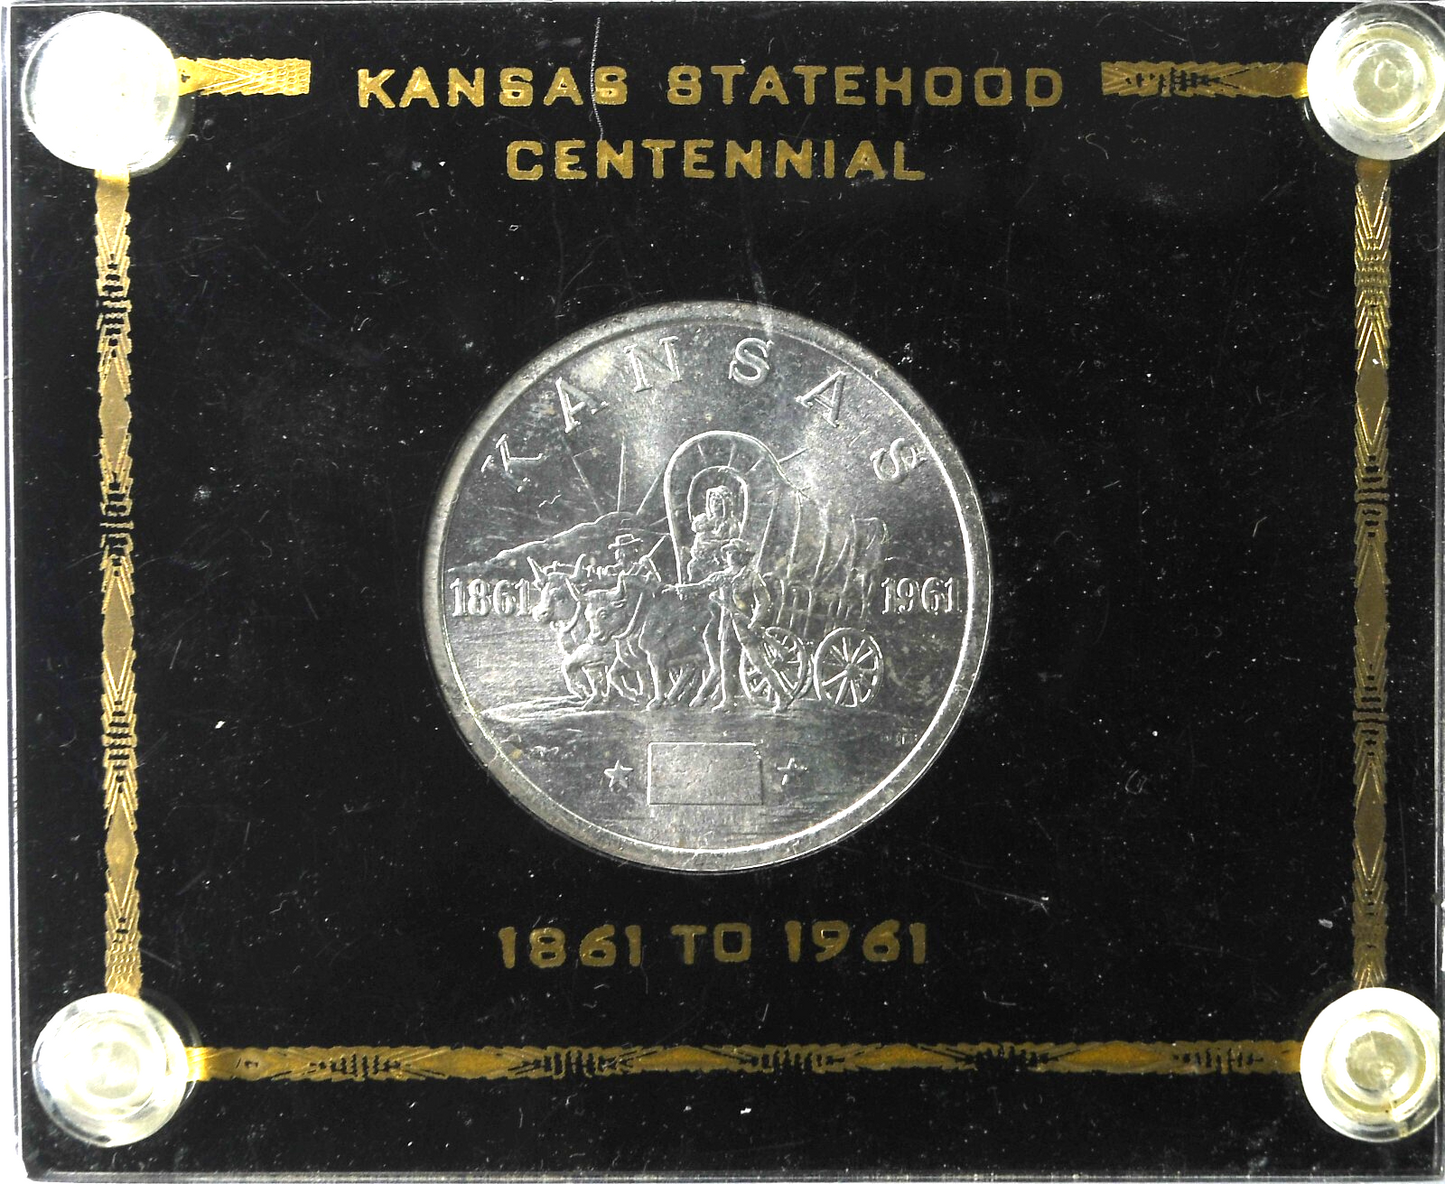 KANSAS STATEHOOD
CENTENNIAL
KANSAS
1861 1961
1861 TO 1961